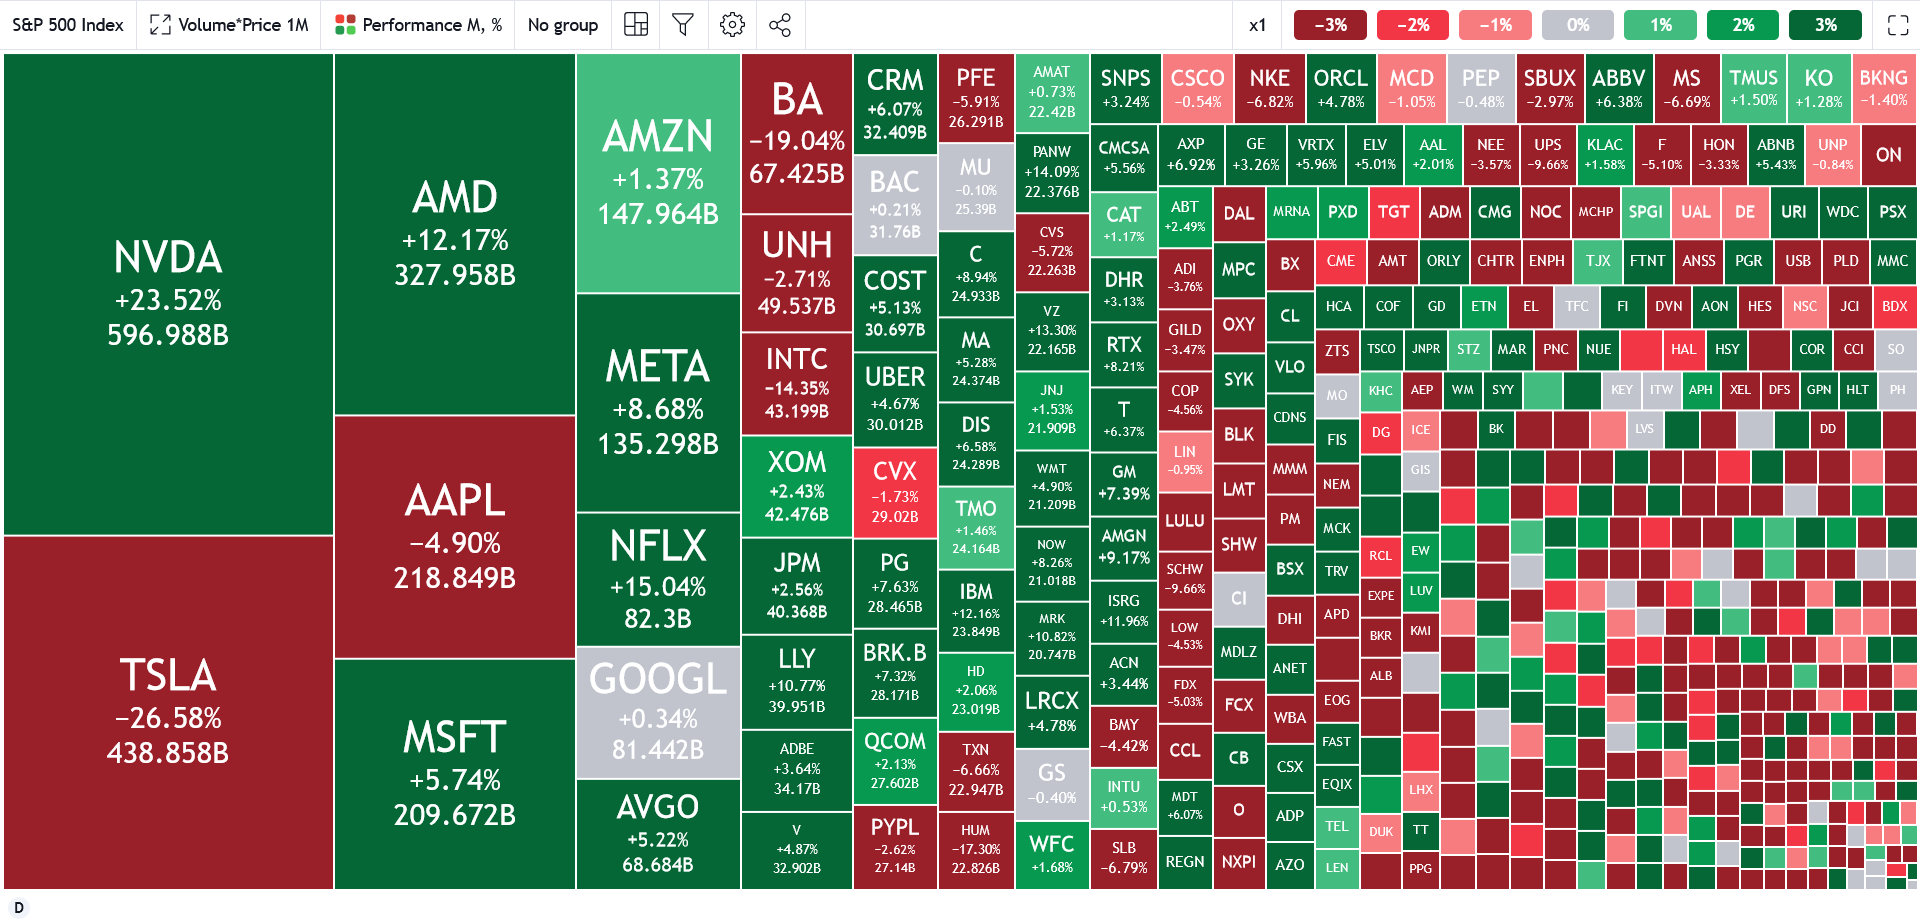 S&P 500 Index
Volume*Price 1M
Performance M, %
No group
x1
−3%
−2%
−1%
0%
1%
2%
3%
NVDA
+23.52%
596.988B
TSLA
−26.58%
438.858B
AMD
+12.17%
327.958B
AAPL
−4.90%
218.849B
MSFT
+5.74%
209.672B
AMZN
+1.37%
147.964B
META
+8.68%
135.298B
NFLX
+15.04%
82.3B
GOOGL
+0.34%
81.442B
AVGO
+5.22%
68.684B
BA
−19.04%
67.425B
UNH
−2.71%
49.537B
INTC
−14.35%
43.199B
XOM
+2.43%
42.476B
JPM
+2.56%
40.368B
LLY
+10.77%
39.951B
ADBE
+3.64%
34.17B
V
+4.87%
32.902B
CRM
+6.07%
32.409B
BAC
+0.21%
31.76B
COST
+5.13%
30.697B
UBER
+4.67%
30.012B
CVX
−1.73%
29.02B
PG
+7.63%
28.465B
BRK.B
+7.32%
28.171B
QCOM
+2.13%
27.602B
PYPL
−2.62%
27.14B
PFE
−5.91%
26.291B
MU
−0.10%
25.39B
C
+8.94%
24.933B
MA
+5.28%
24.374B
DIS
+6.58%
24.289B
TMO
+1.46%
24.164B
IBM
+12.16%
23.849B
HD
+2.06%
23.019B
TXN
−6.66%
22.947B
HUM
−17.30%
22.826B
AMAT
+0.73%
22.42B
PANW
+14.09%
22.376B
CVS
−5.72%
22.263B
VZ
+13.30%
22.165B
JNJ
+1.53%
21.909B
WMT
+4.90%
21.209B
NOW
+8.26%
21.018B
MRK
+10.82%
20.747B
LRCX
+4.78%
GS
−0.40%
WFC
+1.68%
SNPS
+3.24%
CMCSA
+5.56%
CAT
+1.17%
DHR
+3.13%
RTX
+8.21%
T
+6.37%
GM
+7.39%
AMGN
+9.17%
ISRG
+11.96%
ACN
+3.44%
BMY
−4.42%
INTU
+0.53%
SLB
−6.79%
CSCO
−0.54%
NKE
−6.82%
ORCL
+4.78%
MCD
−1.05%
PEP
−0.48%
SBUX
−2.97%
ABBV
+6.38%
MS
−6.69%
TMUS
+1.50%
KO
+1.28%
BKNG
−1.40%
AXP
+6.92%
GE
+3.26%
VRTX
+5.96%
ELV
+5.01%
AAL
+2.01%
NEE
−3.57%
UPS
−9.66%
KLAC
+1.58%
F
−5.10%
HON
−3.33%
ABNB
+5.43%
UNP
−0.84%
ON
ABT
+2.49%
ADI
−3.76%
GILD
−3.47%
COP
−4.56%
LIN
−0.95%
LULU
SCHW
−9.66%
LOW
−4.53%
FDX
−5.03%
CCL
MDT
+6.07%
REGN
DAL
MPC
OXY
SYK
BLK
LMT
SHW
CI
MDLZ
FCX
CB
O
NXPI
MRNA
PXD
TGT
ADM
CMG
NOC
MCHP
SPGI
UAL
DE
URI
WDC
PSX
BX
CL
VLO
CDNS
MMM
PM
BSX
DHI
ANET
WBA
CSX
ADP
AZO
CME
AMT
ORLY
CHTR
ENPH
TJX
FTNT
ANSS
PGR
USB
PLD
MMC
HCA
COF
GD
ETN
EL
TFC
FI
DVN
AON
HES
NSC
JCI
BDX
ZTS
TSCO
JNPR
STZ
MAR
PNC
NUE
HAL
HSY
COR
CCI
SO
MO
FIS
NEM
MCK
TRV
APD
EOG
FAST
EQIX
TEL
LEN
KHC
AEP
WM
SYY
KEY
ITW
APH
XEL
DFS
GPN
HLT
PH
DG
ICE
BK
LVS
DD
GIS
RCL
EW
EXPE
LUV
BKR
KMI
ALB
LHX
DUK
TT
PPG
D